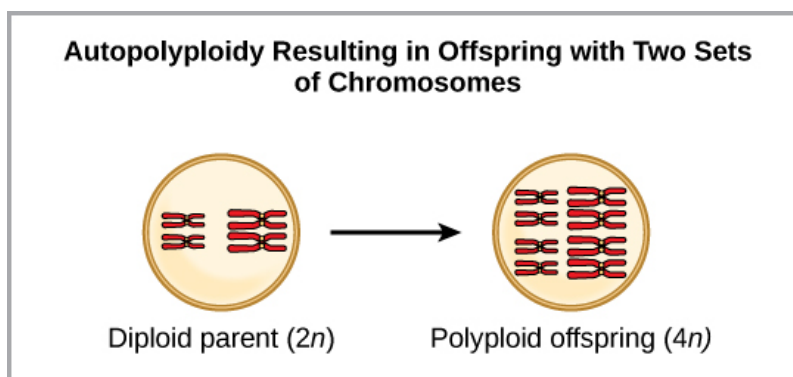 Autopolyploidy Resulting in Offspring with Two Sets
of Chromosomes
Diploid parent (2n)
Polyploid offspring (4n)